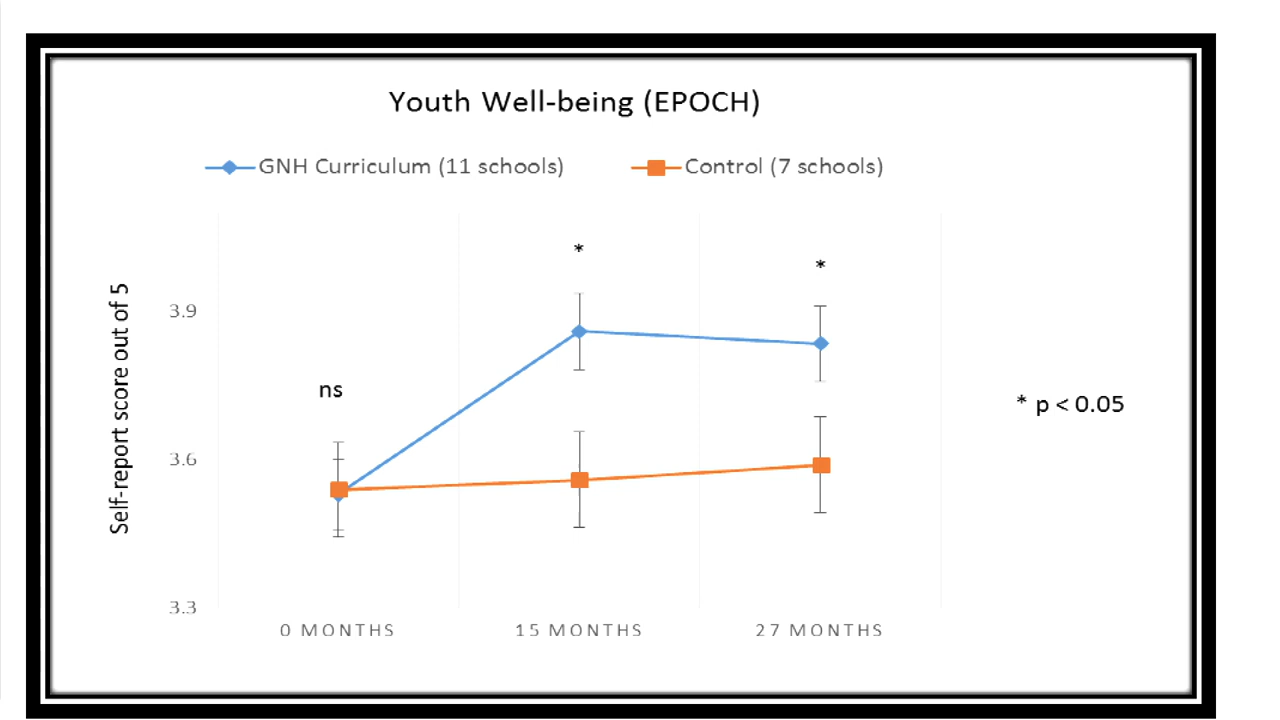 Youth Well-being (EPOCH)
GNH Curriculum (11 schools) Control (7 schools)
*
*
3.9
ns
* p < 0.05
3.6
3.3
Self-report score out of 5
0 MONTHS 15 MONTHS 27 MONTHS